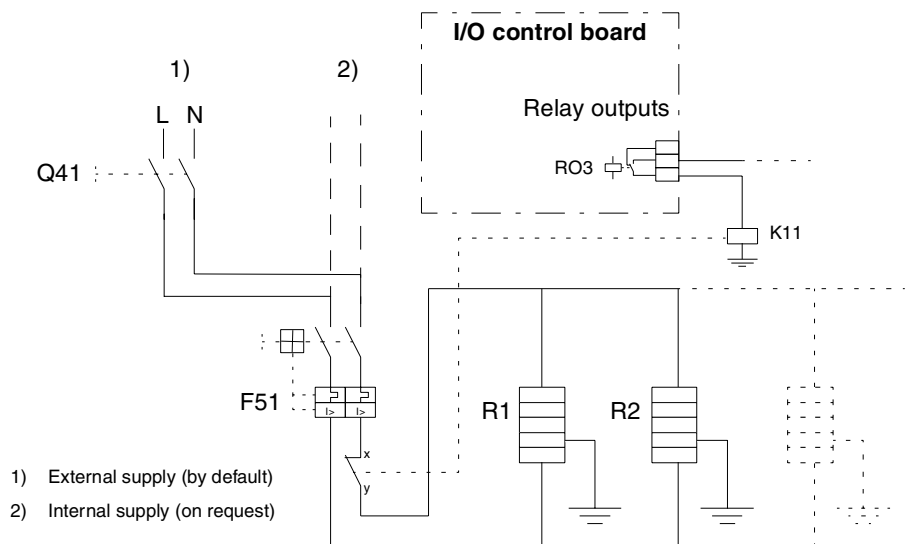 I/O control board
1)
2)
L N
Relay outputs
Q41
RO3
K11
F51
I> I>
R1
R2
x
y
1) External supply (by default)
2) Internal supply (on request)